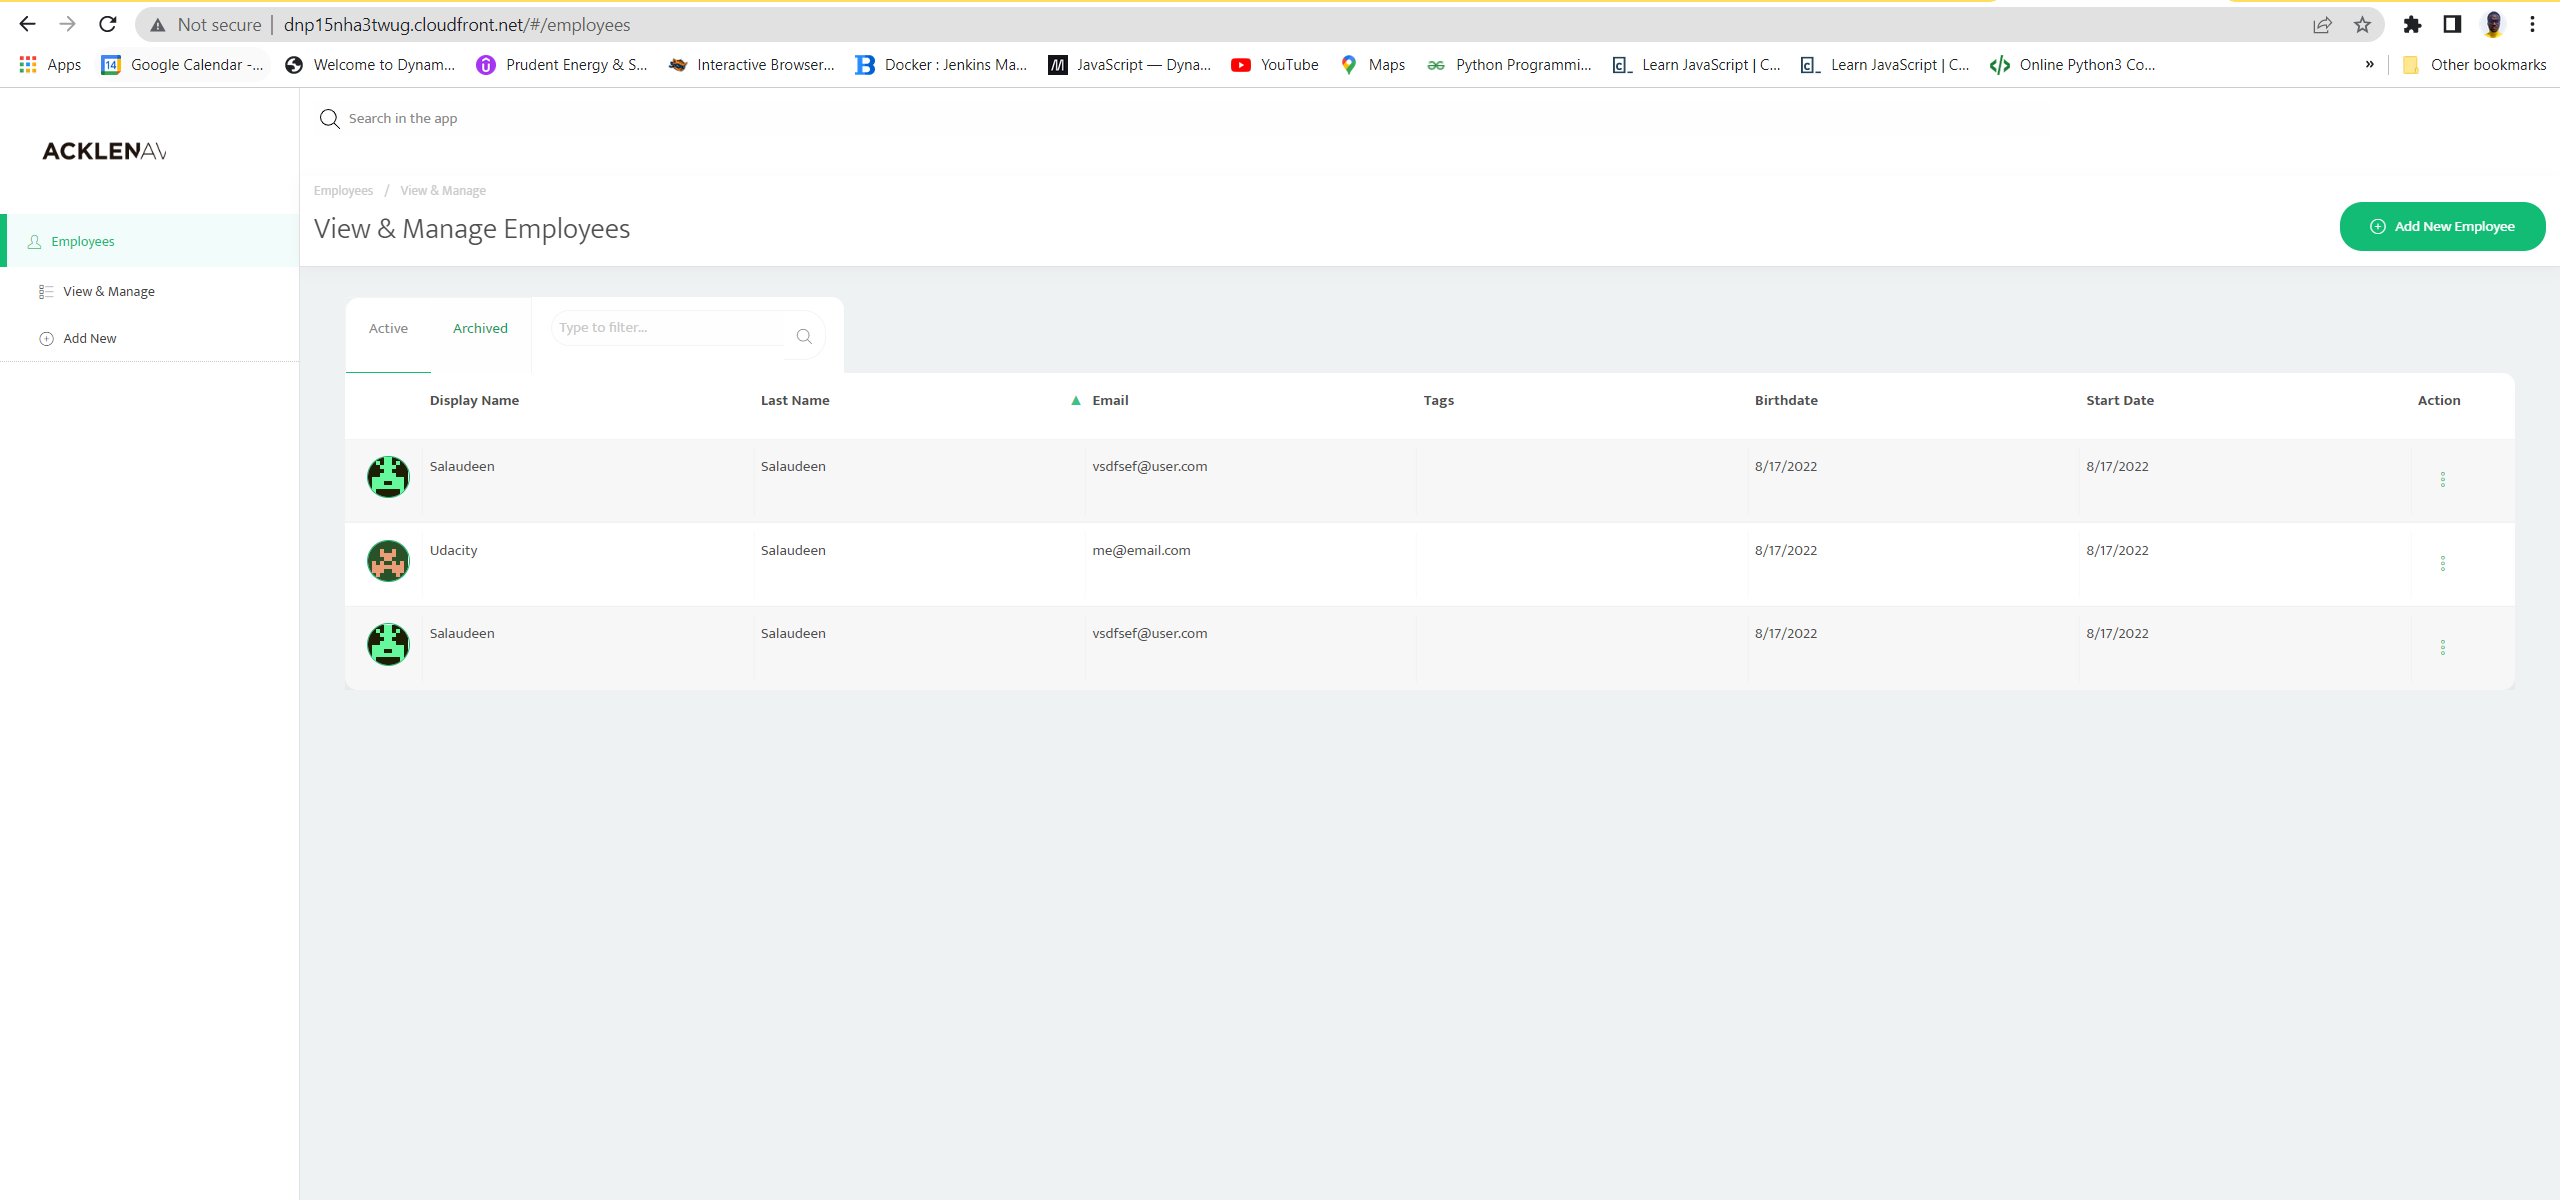 Not secure | dnp15nha3twug.cloudfront.net/#/employees
Apps Google Calendar -... Welcome to Dynam... Prudent Energy & S... Interactive Browser... Docker : Jenkins Ma... JavaScript — Dyna... YouTube Maps Python Programmi... Learn JavaScript | C... Learn JavaScript | C... Online Python3 Co... » Other bookmarks
Search in the app
ACKLENAV
Employees / View & Manage
View & Manage Employees
Add New Employee
Employees
View & Manage
Add New
Active Archived Type to filter...
Display Name Last Name Email Tags Birthdate Start Date Action
Salaudeen Salaudeen vsdfsef@user.com 8/17/2022 8/17/2022
Udacity Salaudeen me@email.com 8/17/2022 8/17/2022
Salaudeen Salaudeen vsdfsef@user.com 8/17/2022 8/17/2022